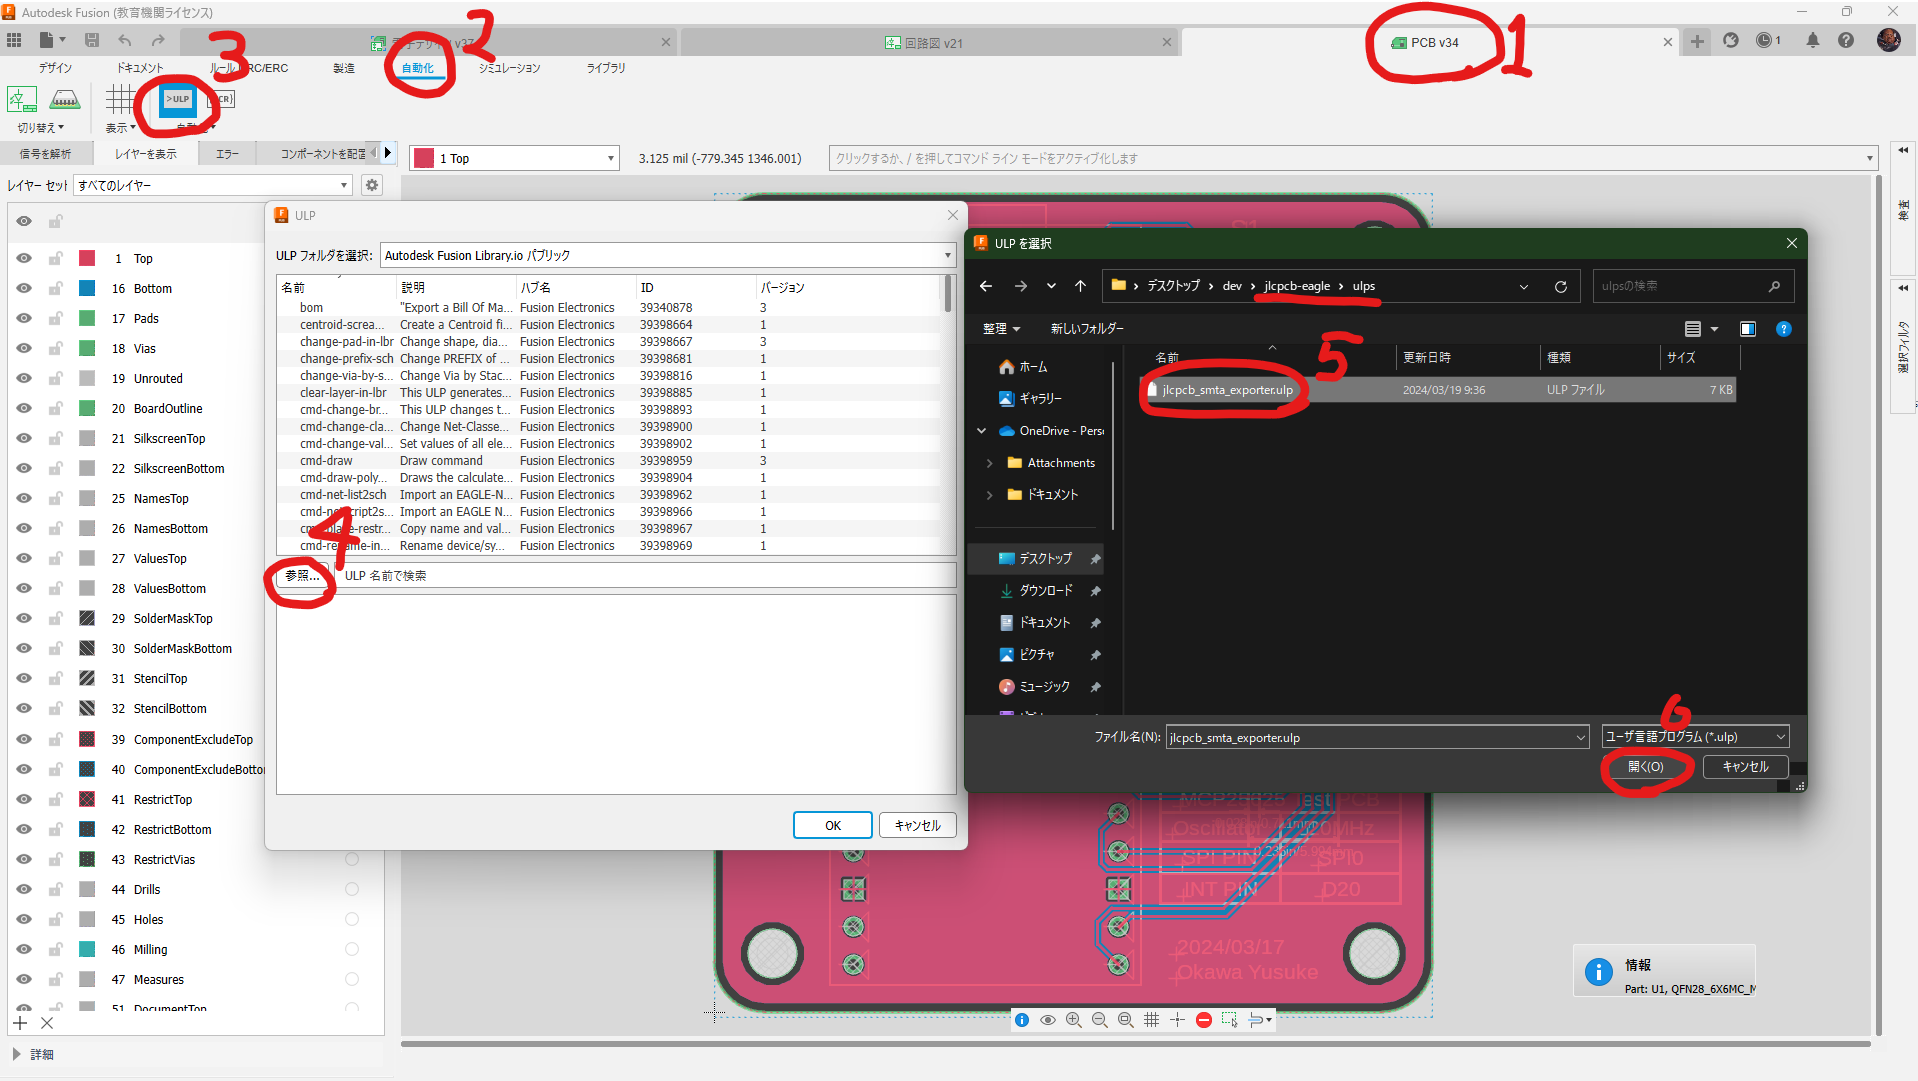 Autodesk Fusion (教育機関ライセンス)
v37
回路図 v21
PCB v34
1
2
3
1
デザイン
ドキュメント
ルール
RC/ERC
製造
自動化
シミュレーション
ライブラリ
>ULP
CR}
切り替え
表示
信号を解析
レイヤーを表示
エラー
コンポーネントを配置
1 Top
3.125 mil (-779.345 1346.001)
クリックするか、/ を押してコマンド ライン モードをアクティブ化します
レイヤー セット
すべてのレイヤー
検査
選択フィルタ
1 Top
16 Bottom
17 Pads
18 Vias
19 Unrouted
20 BoardOutline
21 SilkscreenTop
22 SilkscreenBottom
25 NamesTop
26 NamesBottom
27 ValuesTop
28 ValuesBottom
29 SolderMaskTop
30 SolderMaskBottom
31 StencilTop
32 StencilBottom
39 ComponentExcludeTop
40 ComponentExcludeBottor
41 RestrictTop
42 RestrictBottom
43 RestrictVias
44 Drills
45 Holes
46 Milling
47 Measures
51 DocumentTop
詳細
ULP
ULP フォルダを選択:
Autodesk Fusion Library.io パブリック
名前 説明 ハブ名 ID バージョン
bom "Export a Bill Of Ma... Fusion Electronics 39340878 3
centroid-screa... Create a Centroid fi... Fusion Electronics 39398664 1
change-pad-in-lbr Change shape, dia... Fusion Electronics 39398667 3
change-prefix-sch Change PREFIX of ... Fusion Electronics 39398681 1
change-via-by-s... Change Via by Stac... Fusion Electronics 39398816 1
clear-layer-in-lbr This ULP generates... Fusion Electronics 39398885 1
cmd-change-br... This ULP changes t... Fusion Electronics 39398893 1
cmd-change-cla... Change Net-Classe... Fusion Electronics 39398900 1
cmd-change-val... Set values of all ele... Fusion Electronics 39398902 1
cmd-draw Draw command Fusion Electronics 39398959 3
cmd-draw-poly... Draws the calculate... Fusion Electronics 39398904 1
cmd-net-list2sch Import an EAGLE-N... Fusion Electronics 39398962 1
Import an EAGLE N... Fusion Electronics 39398966 1
Copy name and val... Fusion Electronics 39398967 1
Rename device/sy... Fusion Electronics 39398969 1
4
参照...
ULP 名前で検索
OK
キャンセル
ULP を選択
デスクトップ > dev > jlcpcb-eagle > ulps
ulpsの検索
整理
新しいフォルダー
5
名前 更新日時 種類 サイズ
jlcpcb_smta_exporter.ulp 2024/03/19 9:36 ULP ファイル 7 KB
ホーム
ギャラリー
OneDrive - Perso
Attachments
ドキュメント
デスクトップ
ダウンロード
ドキュメント
ピクチャ
ミュージック
ファイル名(N):
jlcpcb_smta_exporter.ulp
6
ユーザ言語プログラム (*.ulp)
開く(O)
キャンセル
MCP25625 Test PCB
Oscillator
20MHz
SPI PIN
SPI0
INT PIN
D20
2024/03/17
Okawa Yusuke
情報
Part: U1, QFN28_6X6MC_M